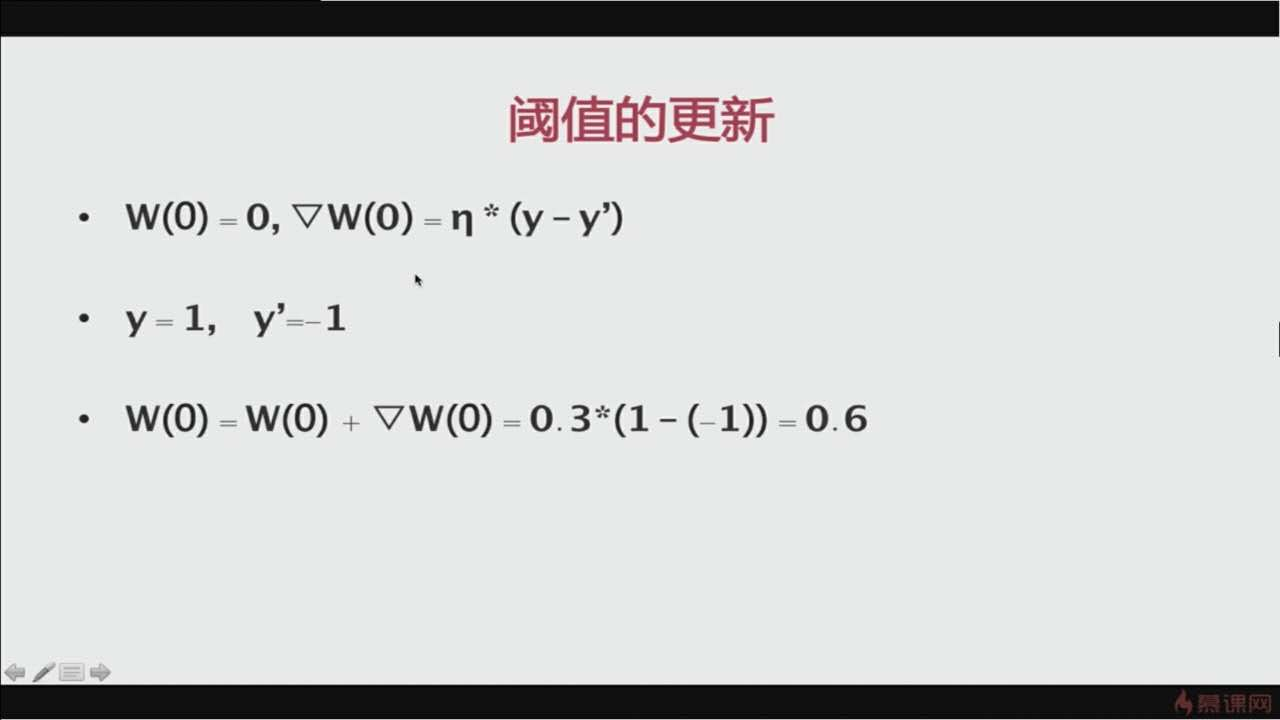 阈值的更新
• W(0) = 0, ▽W(0) = η * (y – y’)
• y = 1, y’=–1
• W(0) = W(0) + ▽W(0) = 0.3*(1 – (–1)) = 0.6
慕课网